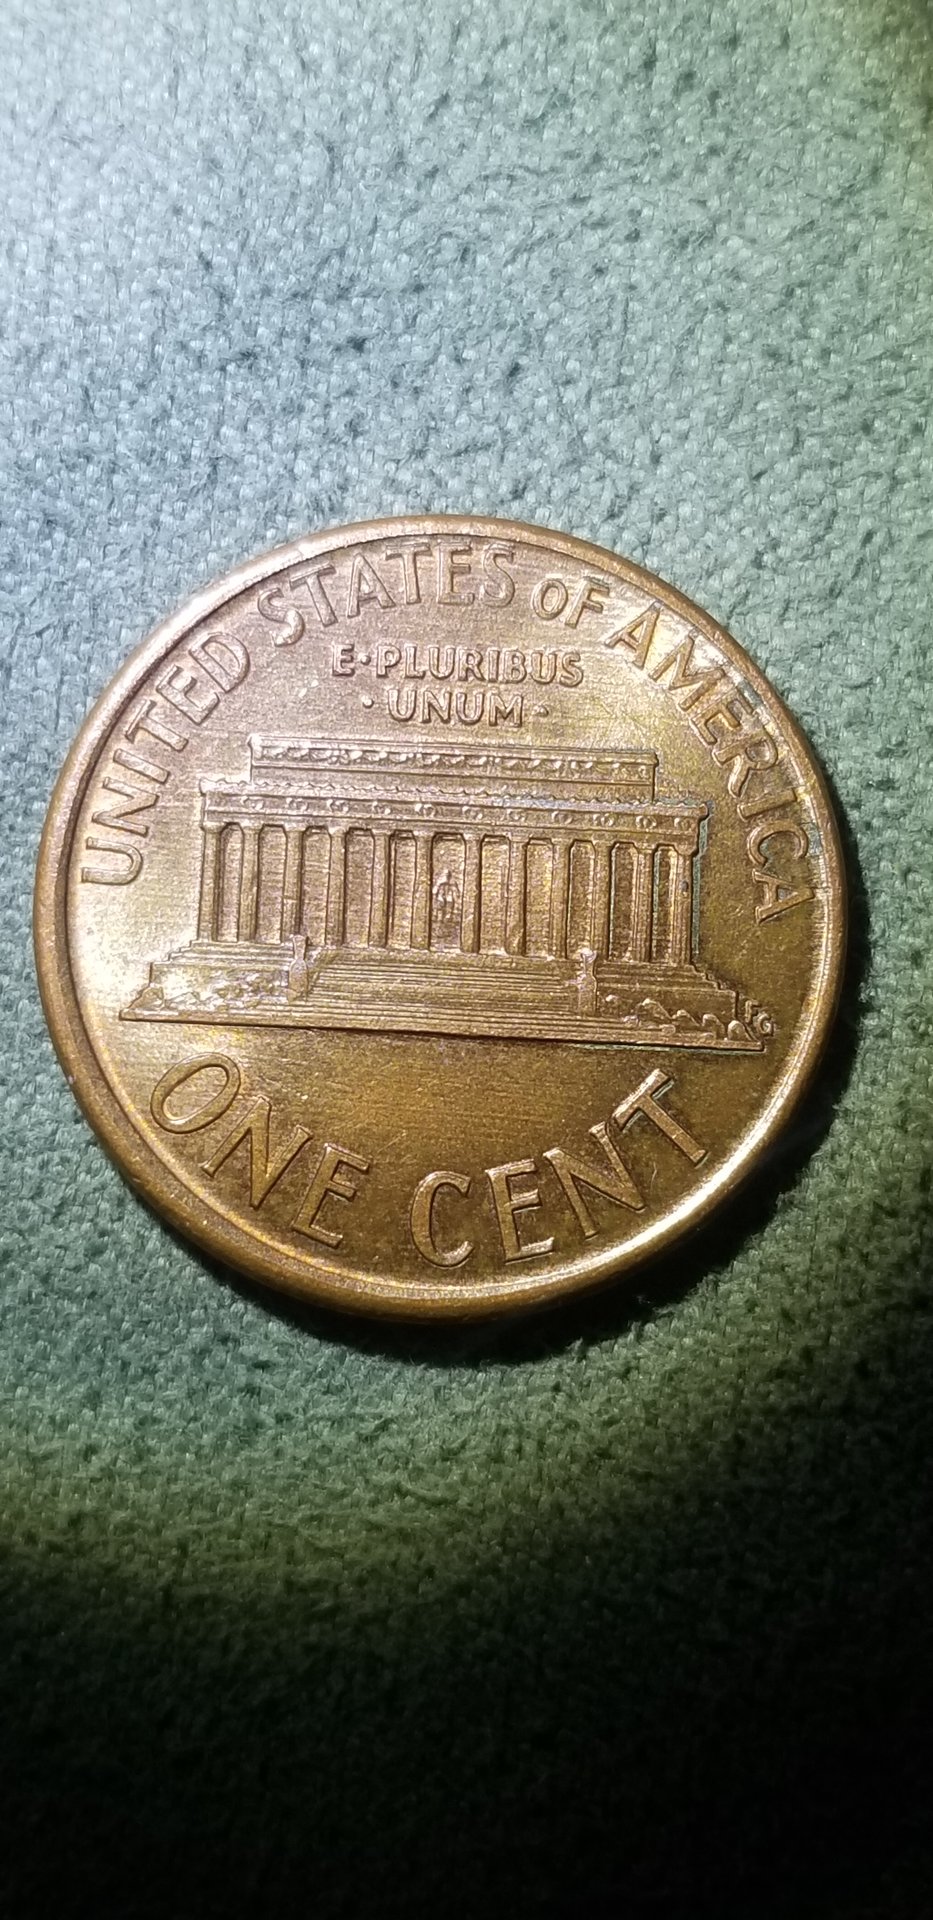 UNITED STATES OF AMERICA
E·PLURIBUS
·UNUM·
FG
ONE CENT